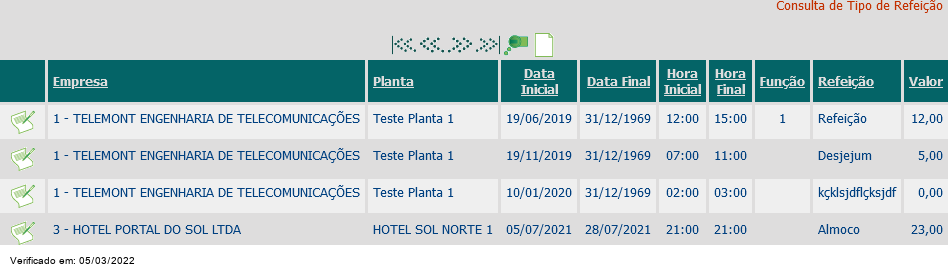 Consulta de Tipo de Refeição
Empresa Planta Data Inicial Data Final Hora Inicial Hora Final Função Refeição Valor
1 - TELEMONT ENGENHARIA DE TELECOMUNICAÇÕES Teste Planta 1 19/06/2019 31/12/1969 12:00 15:00 1 Refeição 12,00
1 - TELEMONT ENGENHARIA DE TELECOMUNICAÇÕES Teste Planta 1 19/11/2019 31/12/1969 07:00 11:00 Desjejum 5,00
1 - TELEMONT ENGENHARIA DE TELECOMUNICAÇÕES Teste Planta 1 10/01/2020 31/12/1969 02:00 03:00 kçklsjdflçksjdf 0,00
3 - HOTEL PORTAL DO SOL LTDA HOTEL SOL NORTE 1 05/07/2021 28/07/2021 21:00 21:00 Almoco 23,00
Verificado em: 05/03/2022